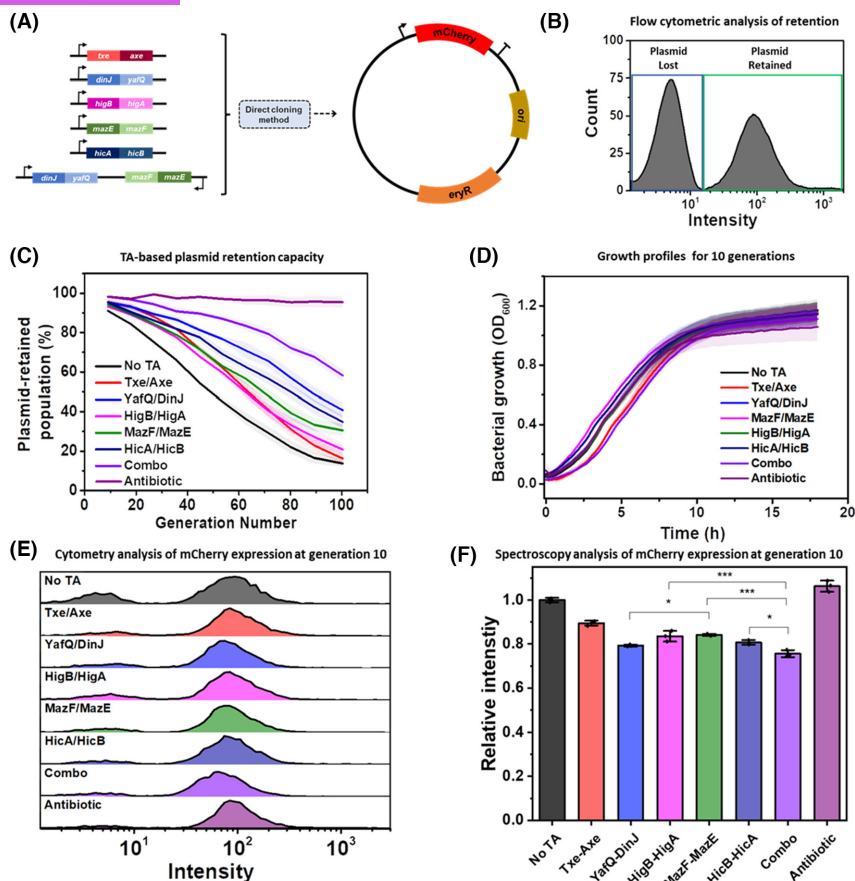 (A)
txe axe
dinJ yafQ
higB higA
mazE mazF
hicA hicB
dinJ yafQ mazF mazE
Direct cloning
method
mCherry
ori
eryR
(B)
Flow cytometric analysis of retention
Plasmid
Lost
Plasmid
Retained
Count
100
75
50
25
0
10¹ 10² 10³
Intensity
(C)
TA-based plasmid retention capacity
Plasmid-retained
population (%)
100
80
60
40
20
0
No TA
Txe/Axe
YafQ/DinJ
HigB/HigA
MazF/MazE
HicA/HicB
Combo
Antibiotic
0 20 40 60 80 100
Generation Number
(D)
Growth profiles for 10 generations
Bacterial growth (OD₆₀₀)
1.2
0.8
0.4
0.0
No TA
Txe/Axe
YafQ/DinJ
MazF/MazE
HigB/HigA
HicA/HicB
Combo
Antibiotic
0 5 10 15 20
Time (h)
(E)
Cytometry analysis of mCherry expression at generation 10
No TA
Txe/Axe
YafQ/DinJ
HigB/HigA
MazF/MazE
HicA/HicB
Combo
Antibiotic
10¹ 10² 10³
Intensity
(F)
Spectroscopy analysis of mCherry expression at generation 10
Relative intenstiy
1.0
0.8
0.6
0.4
0.2
0.0
***
***
*
*
No TA
Txe-Axe
YafQ-DinJ
HigB-HigA
MazF-MazE
HicB-HicA
Combo
Antibiotic